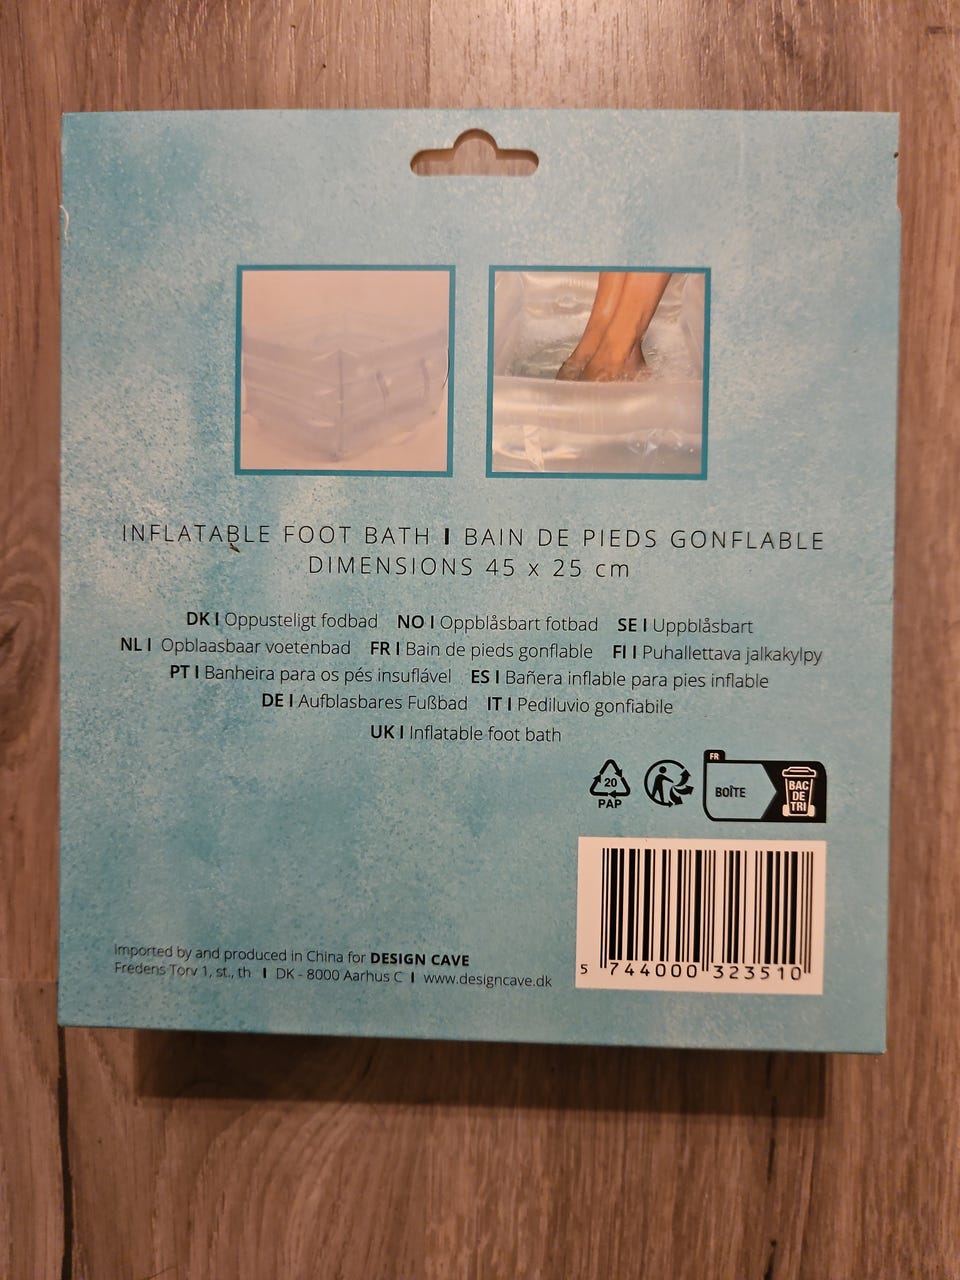 INFLATABLE FOOT BATH I BAIN DE PIEDS GONFLABLE
DIMENSIONS 45 x 25 cm
DK I Oppusteligt fodbad NO I Oppblåsbart fotbad SE I Uppblåsbart
NL I Opblaasbaar voetenbad FR I Bain de pieds gonflable FI I Puhallettava jalkakylpy
PT I Banheira para os pés insuflável ES I Bañera inflable para pies inflable
DE I Aufblasbares Fußbad IT I Pediluvio gonfiabile
UK I Inflatable foot bath
20
PAP
FR
BOÎTE
BAC
DE
TRI
5 744000 323510
Imported by and produced in China for DESIGN CAVE
Fredens Torv 1, st., th I DK - 8000 Aarhus C I www.designcave.dk